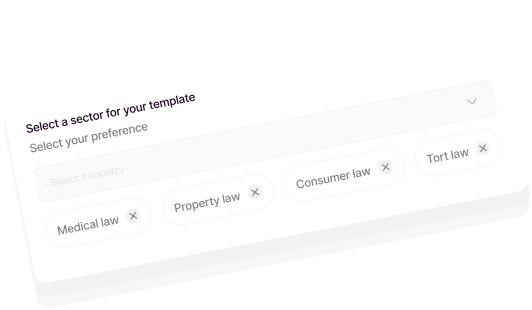 Select a sector for your template
Select your preference
- Select a country -
Medical law
Property law
Consumer law
Tort law